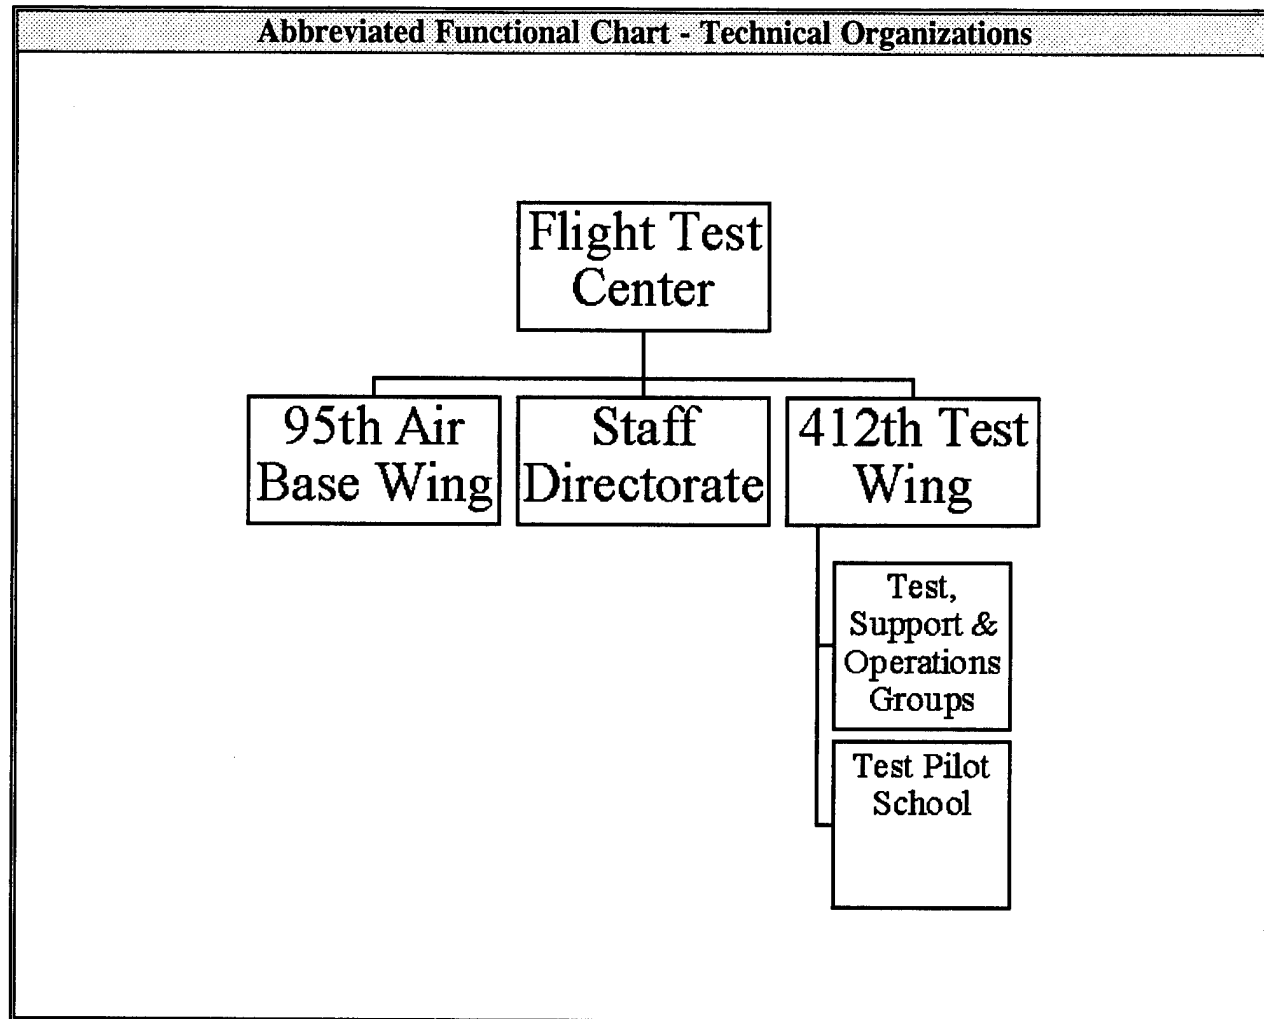 Abbreviated Functional Chart - Technical Organizations
Flight Test
Center
95th Air
Base Wing
Staff
Directorate
412th Test
Wing
Test,
Support &
Operations
Groups
Test Pilot
School